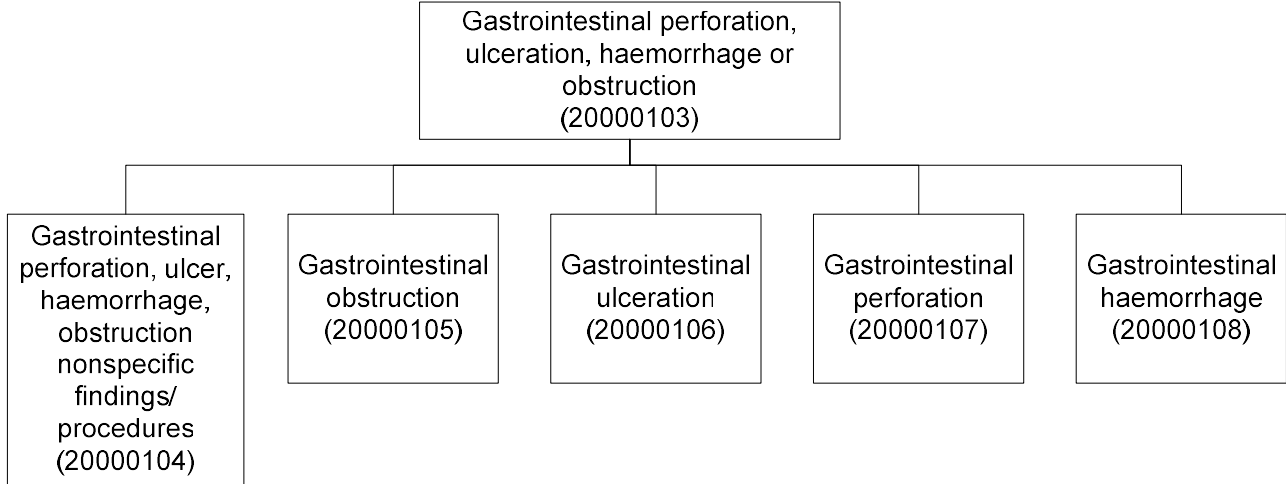 Gastrointestinal perforation,
ulceration, haemorrhage or
obstruction
(20000103)
Gastrointestinal
perforation, ulcer,
haemorrhage,
obstruction
nonspecific
findings/
procedures
(20000104)
Gastrointestinal
obstruction
(20000105)
Gastrointestinal
ulceration
(20000106)
Gastrointestinal
perforation
(20000107)
Gastrointestinal
haemorrhage
(20000108)